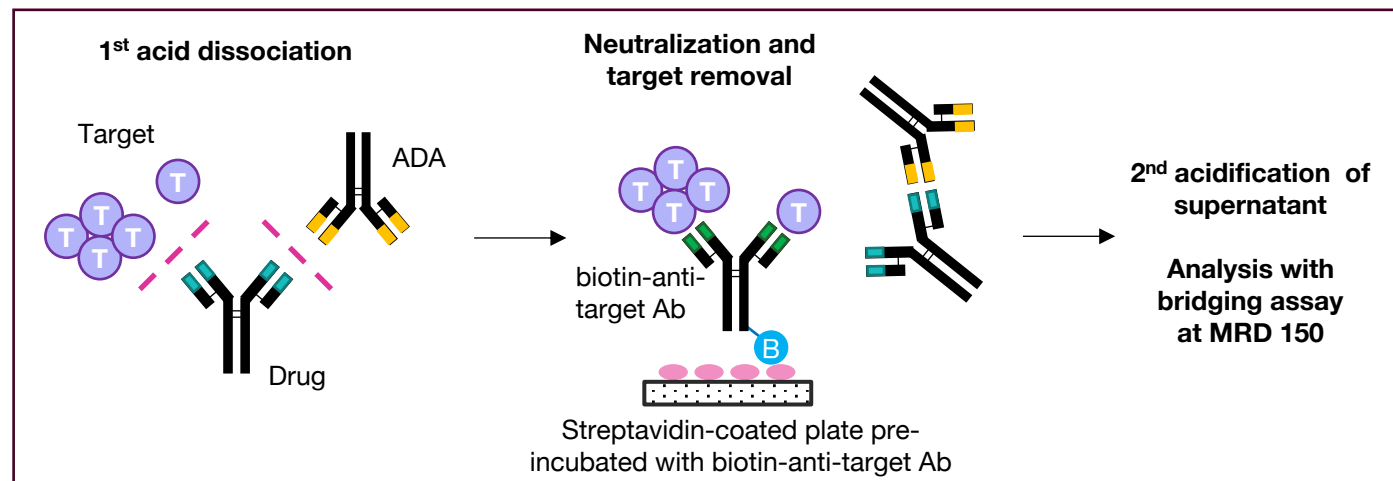 1st acid dissociation
Target
T
T
T
T
T
ADA
Drug
Neutralization and
target removal
T
T
T
T
T
biotin-anti-
target Ab
B
Streptavidin-coated plate pre-
incubated with biotin-anti-target Ab
2nd acidification of
supernatant
Analysis with
bridging assay
at MRD 150